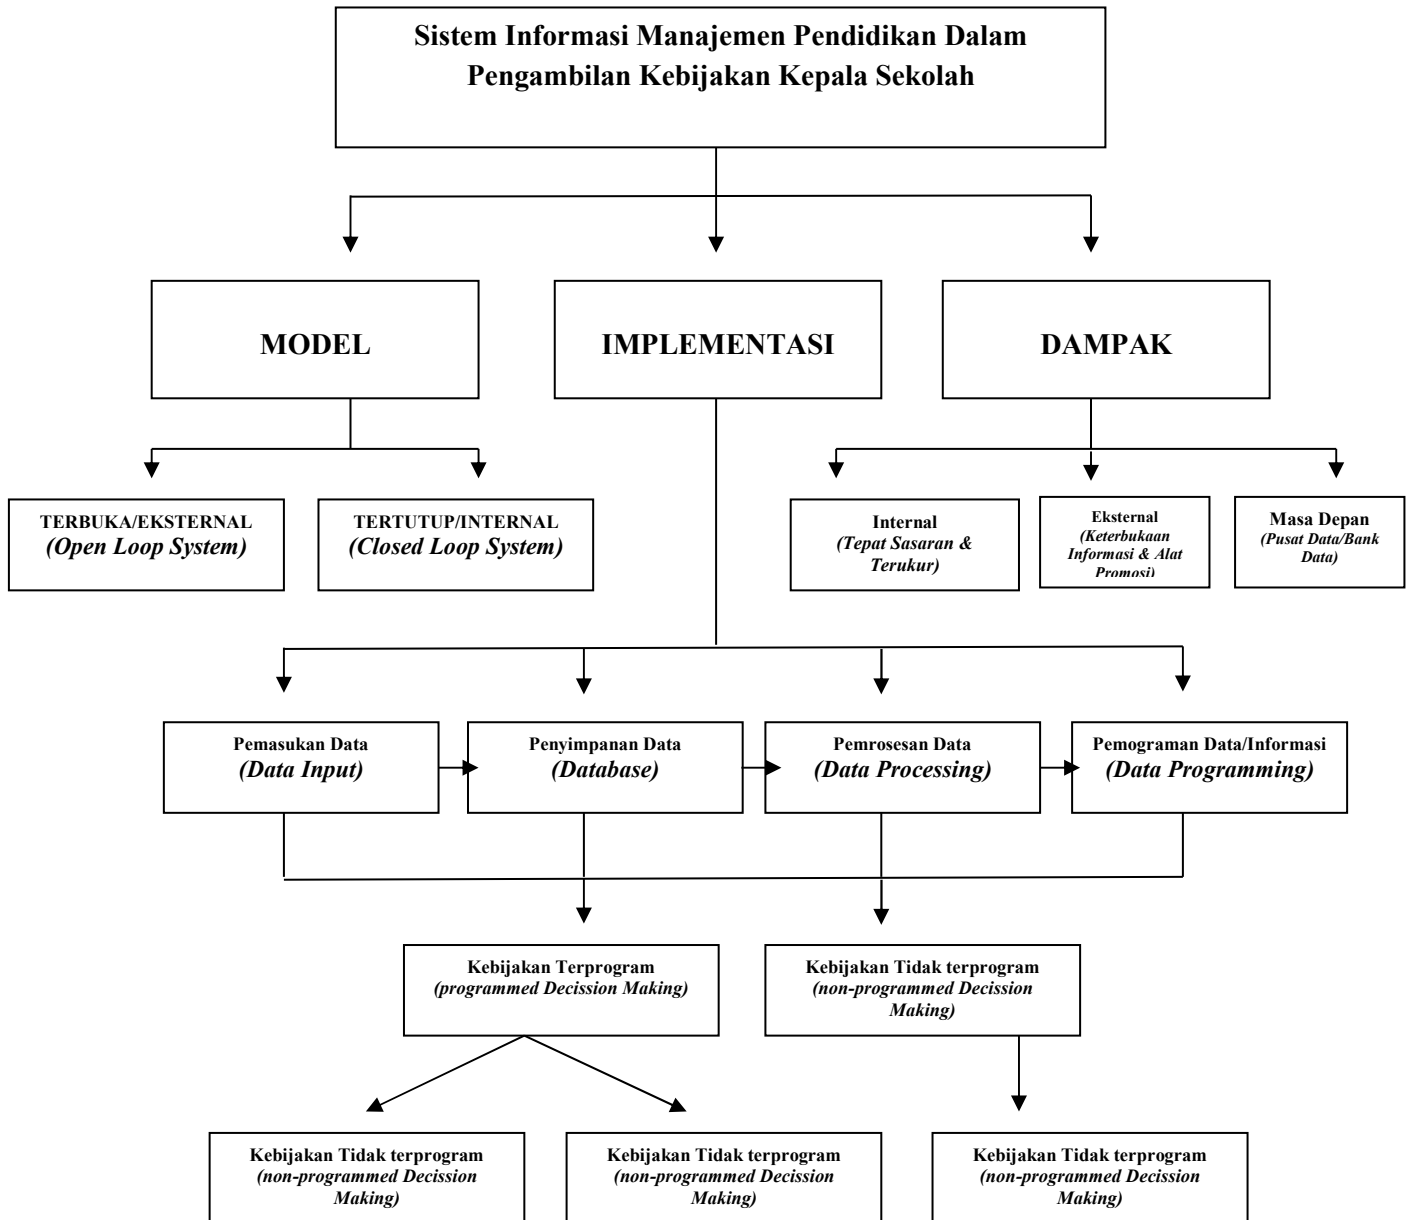 Sistem Informasi Manajemen Pendidikan Dalam
Pengambilan Kebijakan Kepala Sekolah
MODEL
IMPLEMENTASI
DAMPAK
TERBUKA/EKSTERNAL
(Open Loop System)
TERTUTUP/INTERNAL
(Closed Loop System)
Internal
(Tepat Sasaran &
Terukur)
Eksternal
(Keterbukaan
Informasi & Alat
Promosi)
Masa Depan
(Pusat Data/Bank
Data)
Pemasukan Data
(Data Input)
Penyimpanan Data
(Database)
Pemrosesan Data
(Data Processing)
Pemograman Data/Informasi
(Data Programming)
Kebijakan Terprogram
(programmed Decission Making)
Kebijakan Tidak terprogram
(non-programmed Decission
Making)
Kebijakan Tidak terprogram
(non-programmed Decission
Making)
Kebijakan Tidak terprogram
(non-programmed Decission
Making)
Kebijakan Tidak terprogram
(non-programmed Decission
Making)